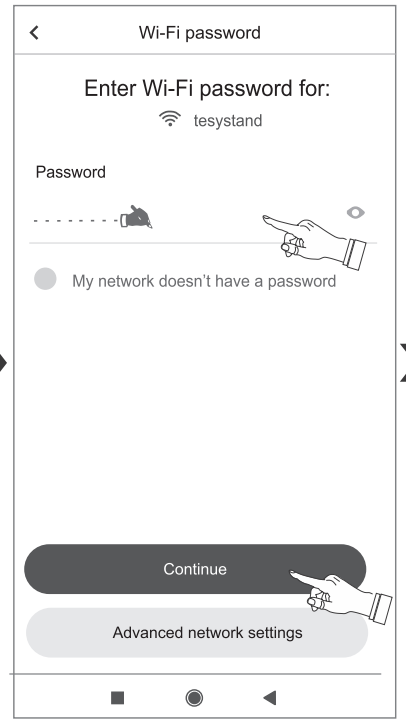 Wi-Fi password
Enter Wi-Fi password for:
tesystand
Password
My network doesn't have a password
Continue
Advanced network settings